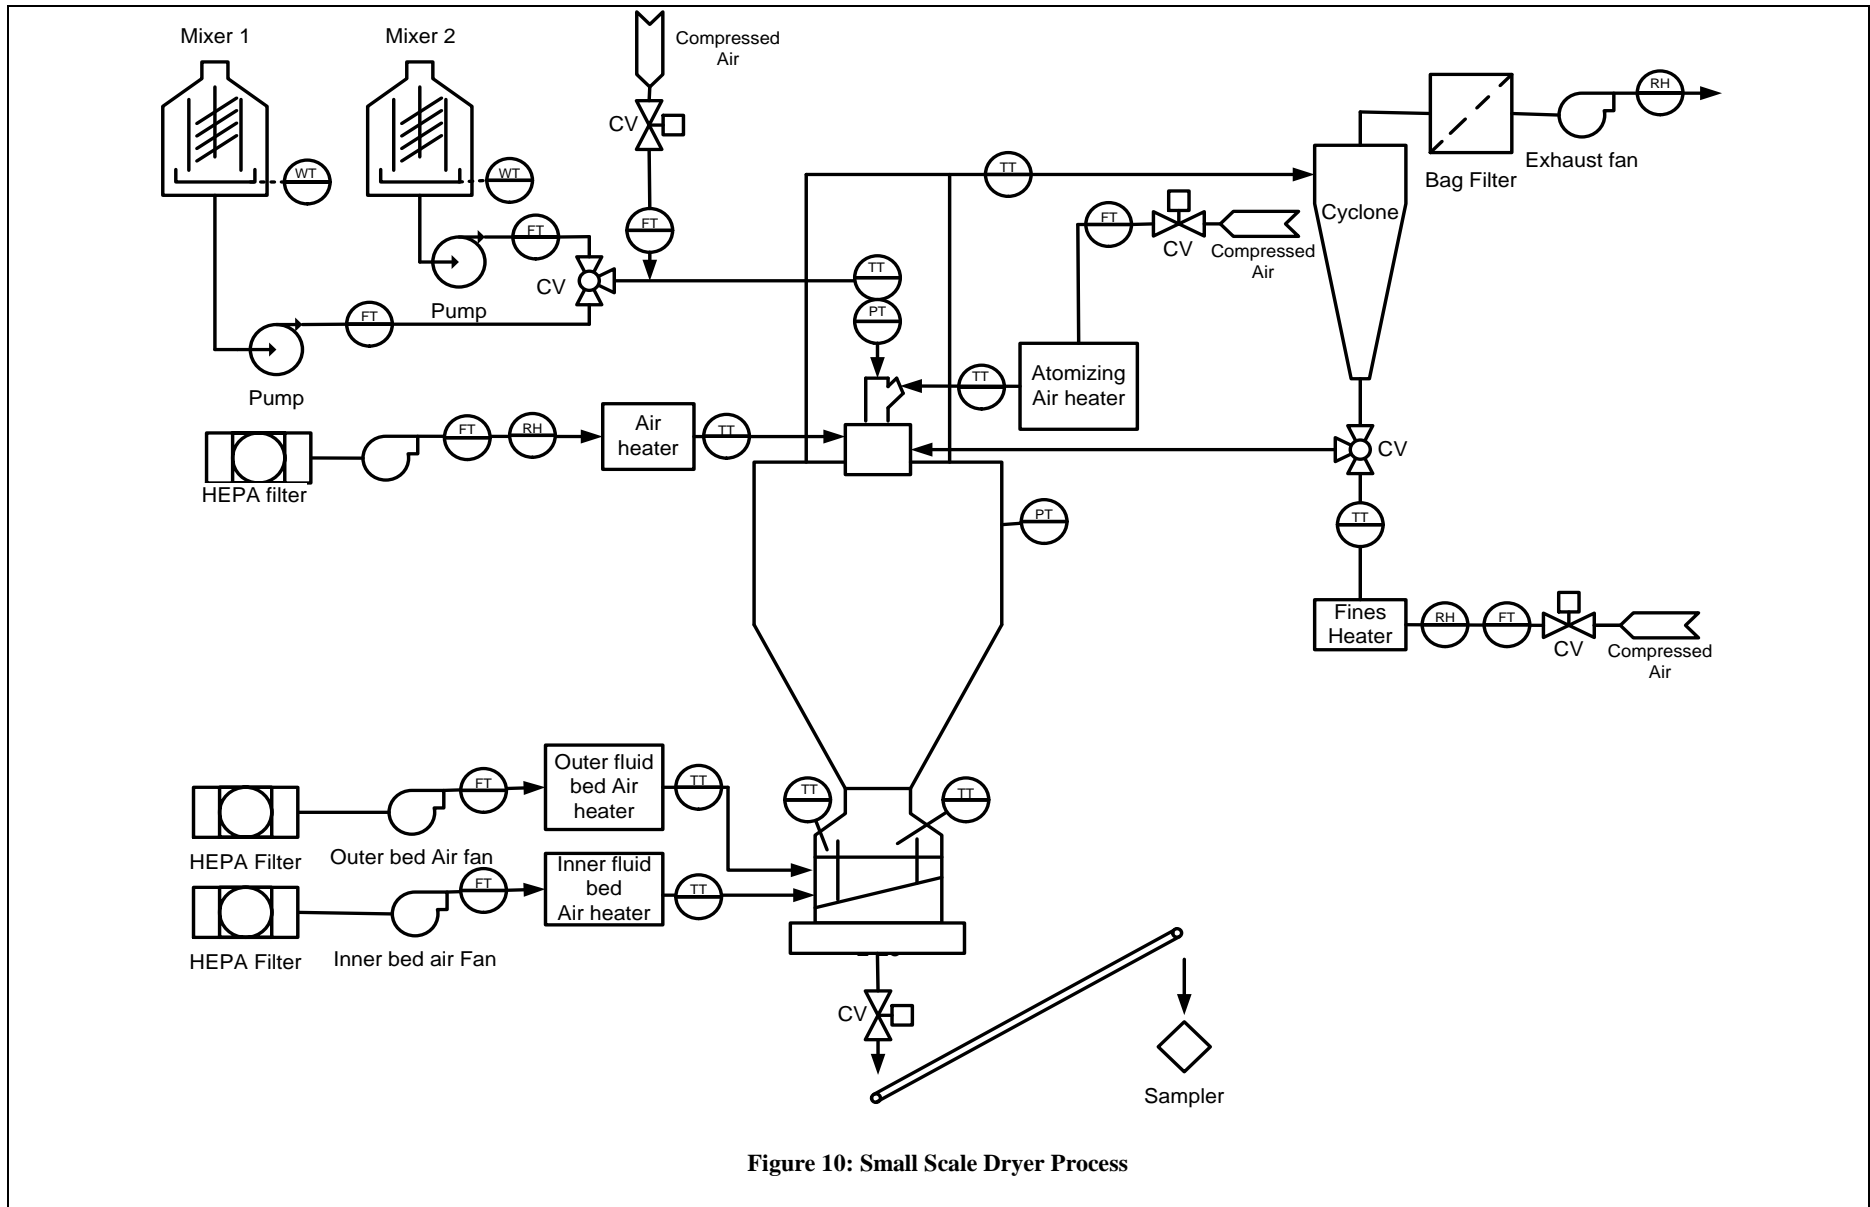 Mixer 1
Mixer 2
Compressed
Air
CV
WT
WT
FT
FT
CV
Pump
FT
Pump
TT
PT
TT
FT
CV
Compressed
Air
Cyclone
Bag Filter
Exhaust fan
RH
Atomizing
Air heater
TT
HEPA filter
FT
RH
Air
heater
TT
CV
PT
TT
Fines
Heater
RH
FT
CV
Compressed
Air
HEPA Filter
Outer bed Air fan
FT
Outer fluid
bed Air
heater
TT
TT
TT
HEPA Filter
Inner bed air Fan
FT
Inner fluid
bed
Air heater
TT
CV
Sampler
Figure 10: Small Scale Dryer Process